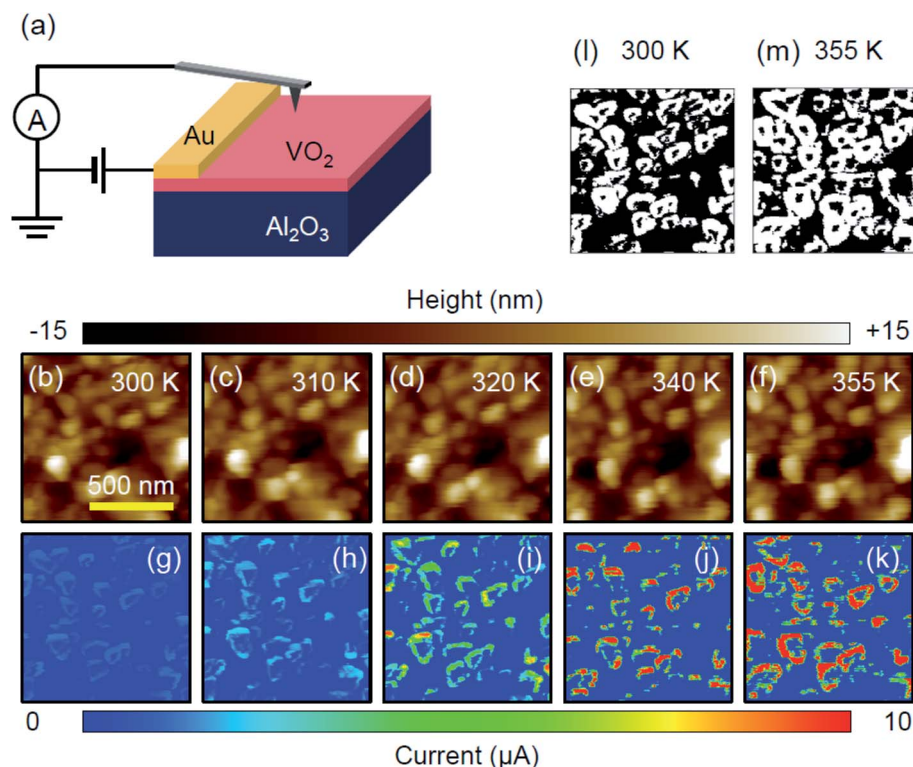 (a)
A
Au
VO₂
Al₂O₃
(l) 300 K
(m) 355 K
Height (nm)
-15
+15
(b) 300 K
(c) 310 K
(d) 320 K
(e) 340 K
(f) 355 K
500 nm
(g)
(h)
(i)
(j)
(k)
0
10
Current (µA)